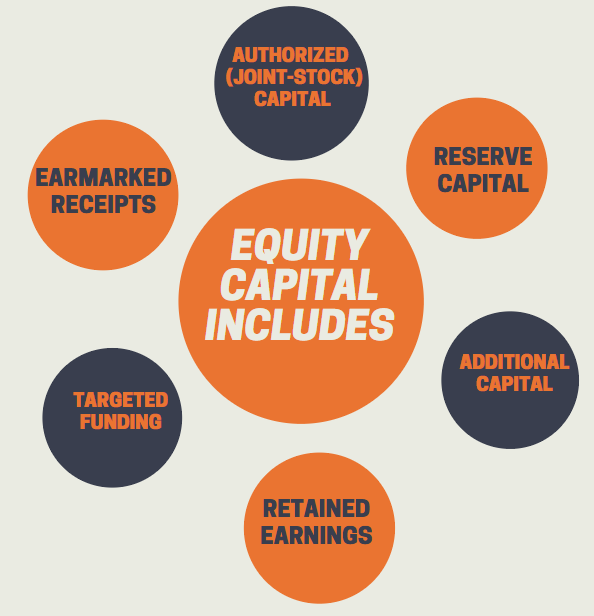 AUTHORIZED
(JOINT-STOCK)
CAPITAL
RESERVE
CAPITAL
EARMARKED
RECEIPTS
EQUITY
CAPITAL
INCLUDES
ADDITIONAL
CAPITAL
TARGETED
FUNDING
RETAINED
EARNINGS